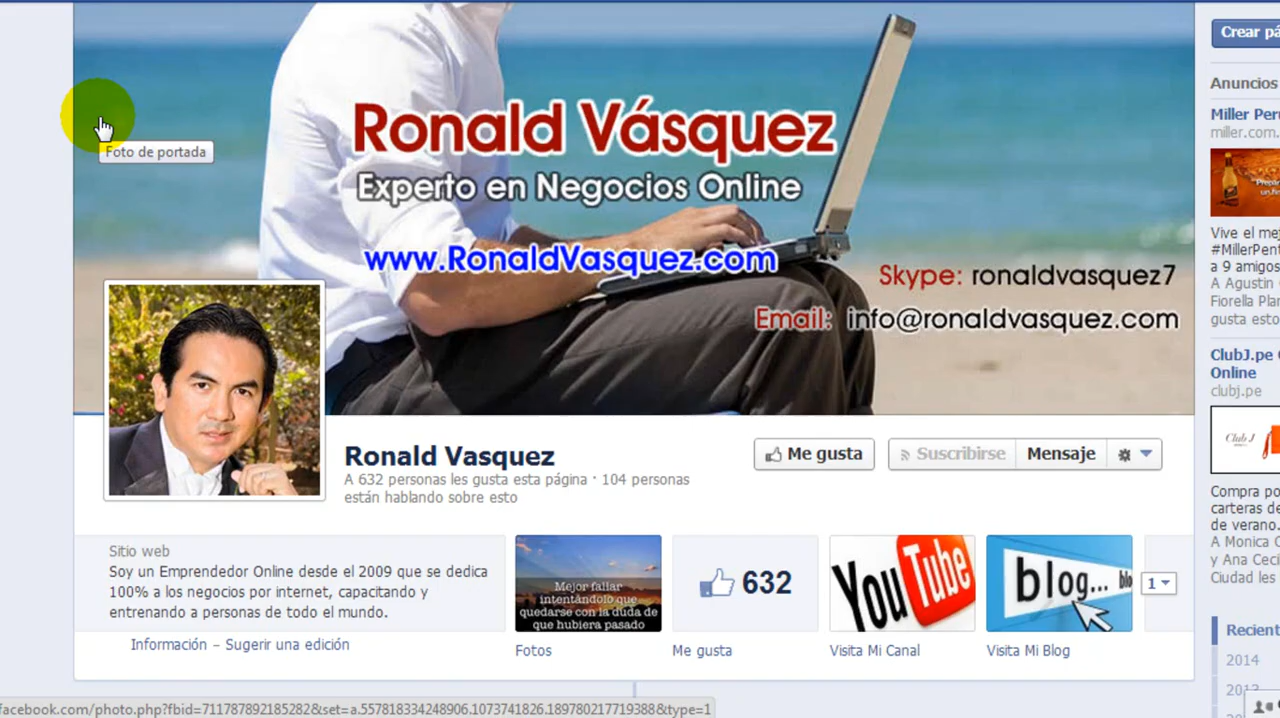 Ronald Vásquez
Experto en Negocios Online
www.RonaldVasquez.com
Skype: ronaldvasquez7
Email: info@ronaldvasquez.com
Foto de portada
Ronald Vasquez
A 632 personas les gusta esta página · 104 personas
están hablando sobre esto
Me gusta
Suscribirse
Mensaje
Sitio web
Soy un Emprendedor Online desde el 2009 que se dedica
100% a los negocios por internet, capacitando y
entrenando a personas de todo el mundo.
Información – Sugerir una edición
Mejor fallar
intentándolo que
quedarse con la duda de
que hubiera pasado
Fotos
632
Me gusta
You Tube
Visita Mi Canal
blog...
blo
Visita Mi Blog
1
Crear pá
Anuncios
Miller Per
miller.com.
Vive el mej
#MillerPent
a 9 amigos
A Agustin
Fiorella Pla
gusta esto
ClubJ.pe
Online
clubj.pe
Club J
Compra po
carteras de
de verano.
A Monica
y Ana Ceci
Ciudad les
Recient
2014
facebook.com/photo.php?fbid=711787892185282&set=a.557818334248906.1073741826.189780217719388&type=1